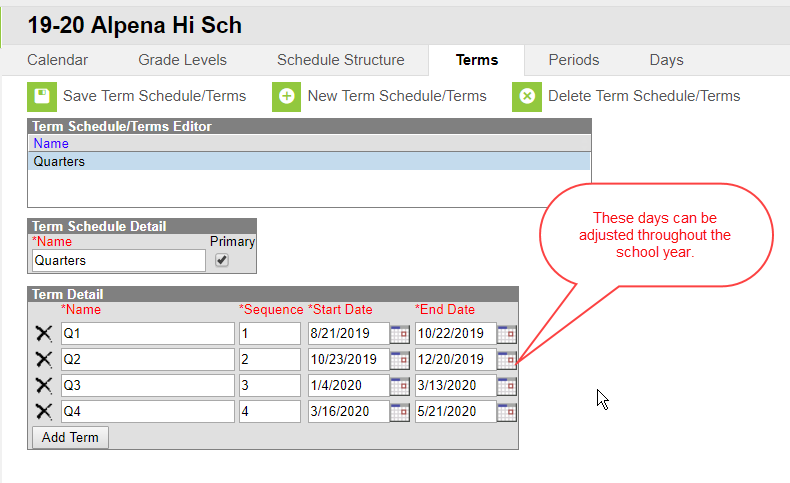 19-20 Alpena Hi Sch
Calendar Grade Levels Schedule Structure Terms Periods Days
Save Term Schedule/Terms New Term Schedule/Terms Delete Term Schedule/Terms
Term Schedule/Terms Editor
Name
Quarters
These days can be
adjusted throughout the
school year.
Term Schedule Detail
*Name Primary
Quarters
Term Detail
*Name *Sequence *Start Date *End Date
Q1 1 8/21/2019 10/22/2019
Q2 2 10/23/2019 12/20/2019
Q3 3 1/4/2020 3/13/2020
Q4 4 3/16/2020 5/21/2020
Add Term